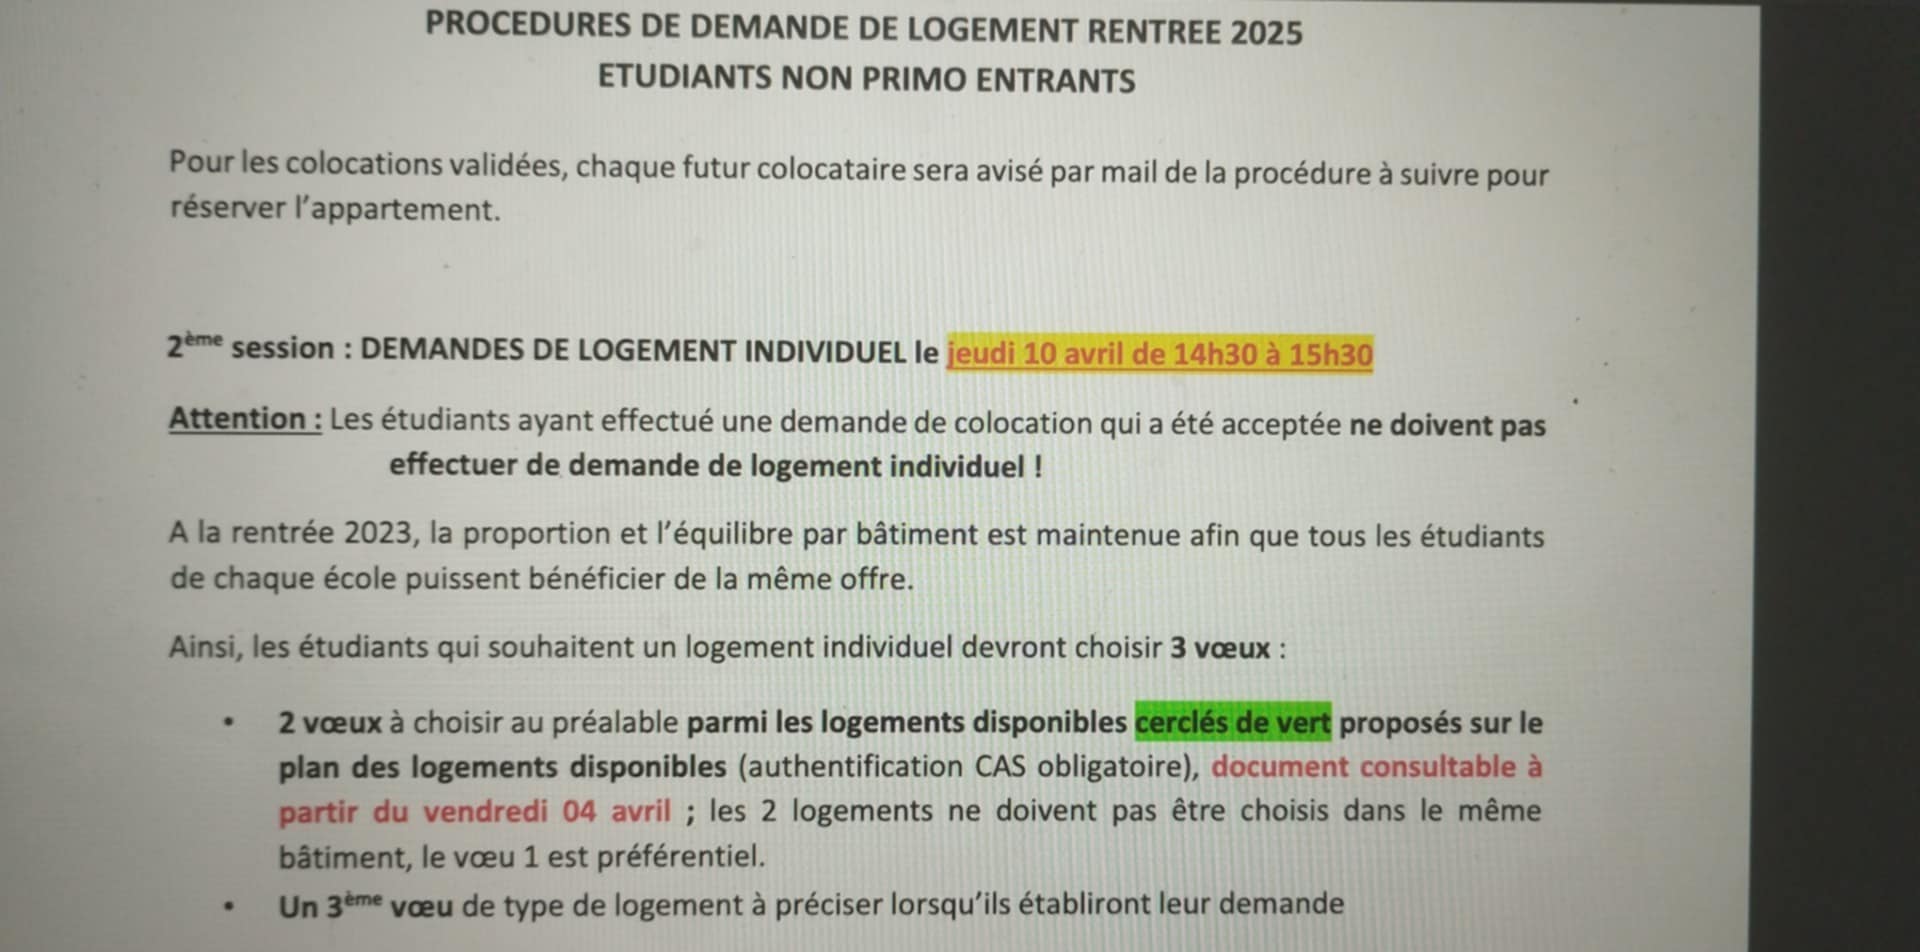 PROCEDURES DE DEMANDE DE LOGEMENT RENTREE 2025
ETUDIANTS NON PRIMO ENTRANTS
Pour les colocations validées, chaque futur colocataire sera avisé par mail de la procédure à suivre pour
réserver l'appartement.
2ème session : DEMANDES DE LOGEMENT INDIVIDUEL le jeudi 10 avril de 14h30 à 15h30
Attention : Les étudiants ayant effectué une demande de colocation qui a été acceptée ne doivent pas
effectuer de demande de logement individuel !
A la rentrée 2023, la proportion et l'équilibre par bâtiment est maintenue afin que tous les étudiants
de chaque école puissent bénéficier de la même offre.
Ainsi, les étudiants qui souhaitent un logement individuel devront choisir 3 vœux :
• 2 vœux à choisir au préalable parmi les logements disponibles cerclés de vert proposés sur le
plan des logements disponibles (authentification CAS obligatoire), document consultable à
partir du vendredi 04 avril ; les 2 logements ne doivent pas être choisis dans le même
bâtiment, le vœu 1 est préférentiel.
• Un 3ème vœu de type de logement à préciser lorsqu'ils établiront leur demande